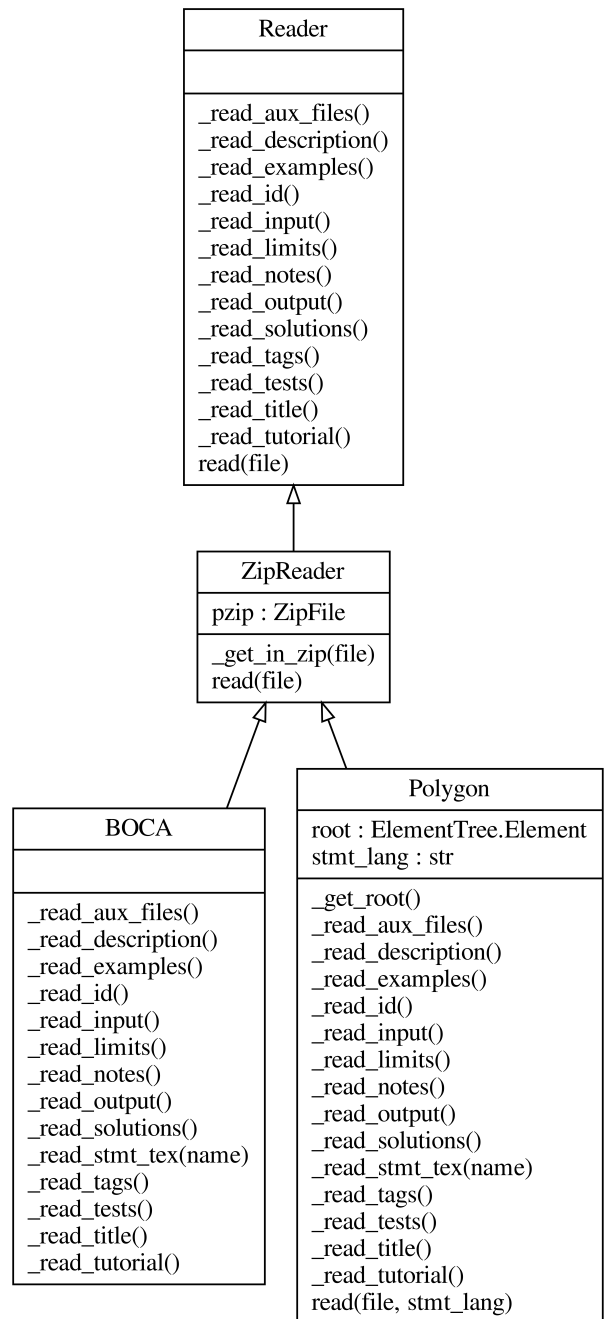 Reader
_read_aux_files()
_read_description()
_read_examples()
_read_id()
_read_input()
_read_limits()
_read_notes()
_read_output()
_read_solutions()
_read_tags()
_read_tests()
_read_title()
_read_tutorial()
read(file)
ZipReader
pzip : ZipFile
_get_in_zip(file)
read(file)
BOCA
_read_aux_files()
_read_description()
_read_examples()
_read_id()
_read_input()
_read_limits()
_read_notes()
_read_output()
_read_solutions()
_read_stmt_tex(name)
_read_tags()
_read_tests()
_read_title()
_read_tutorial()
Polygon
root : ElementTree.Element
stmt_lang : str
_get_root()
_read_aux_files()
_read_description()
_read_examples()
_read_id()
_read_input()
_read_limits()
_read_notes()
_read_output()
_read_solutions()
_read_stmt_tex(name)
_read_tags()
_read_tests()
_read_title()
_read_tutorial()
read(file, stmt_lang)